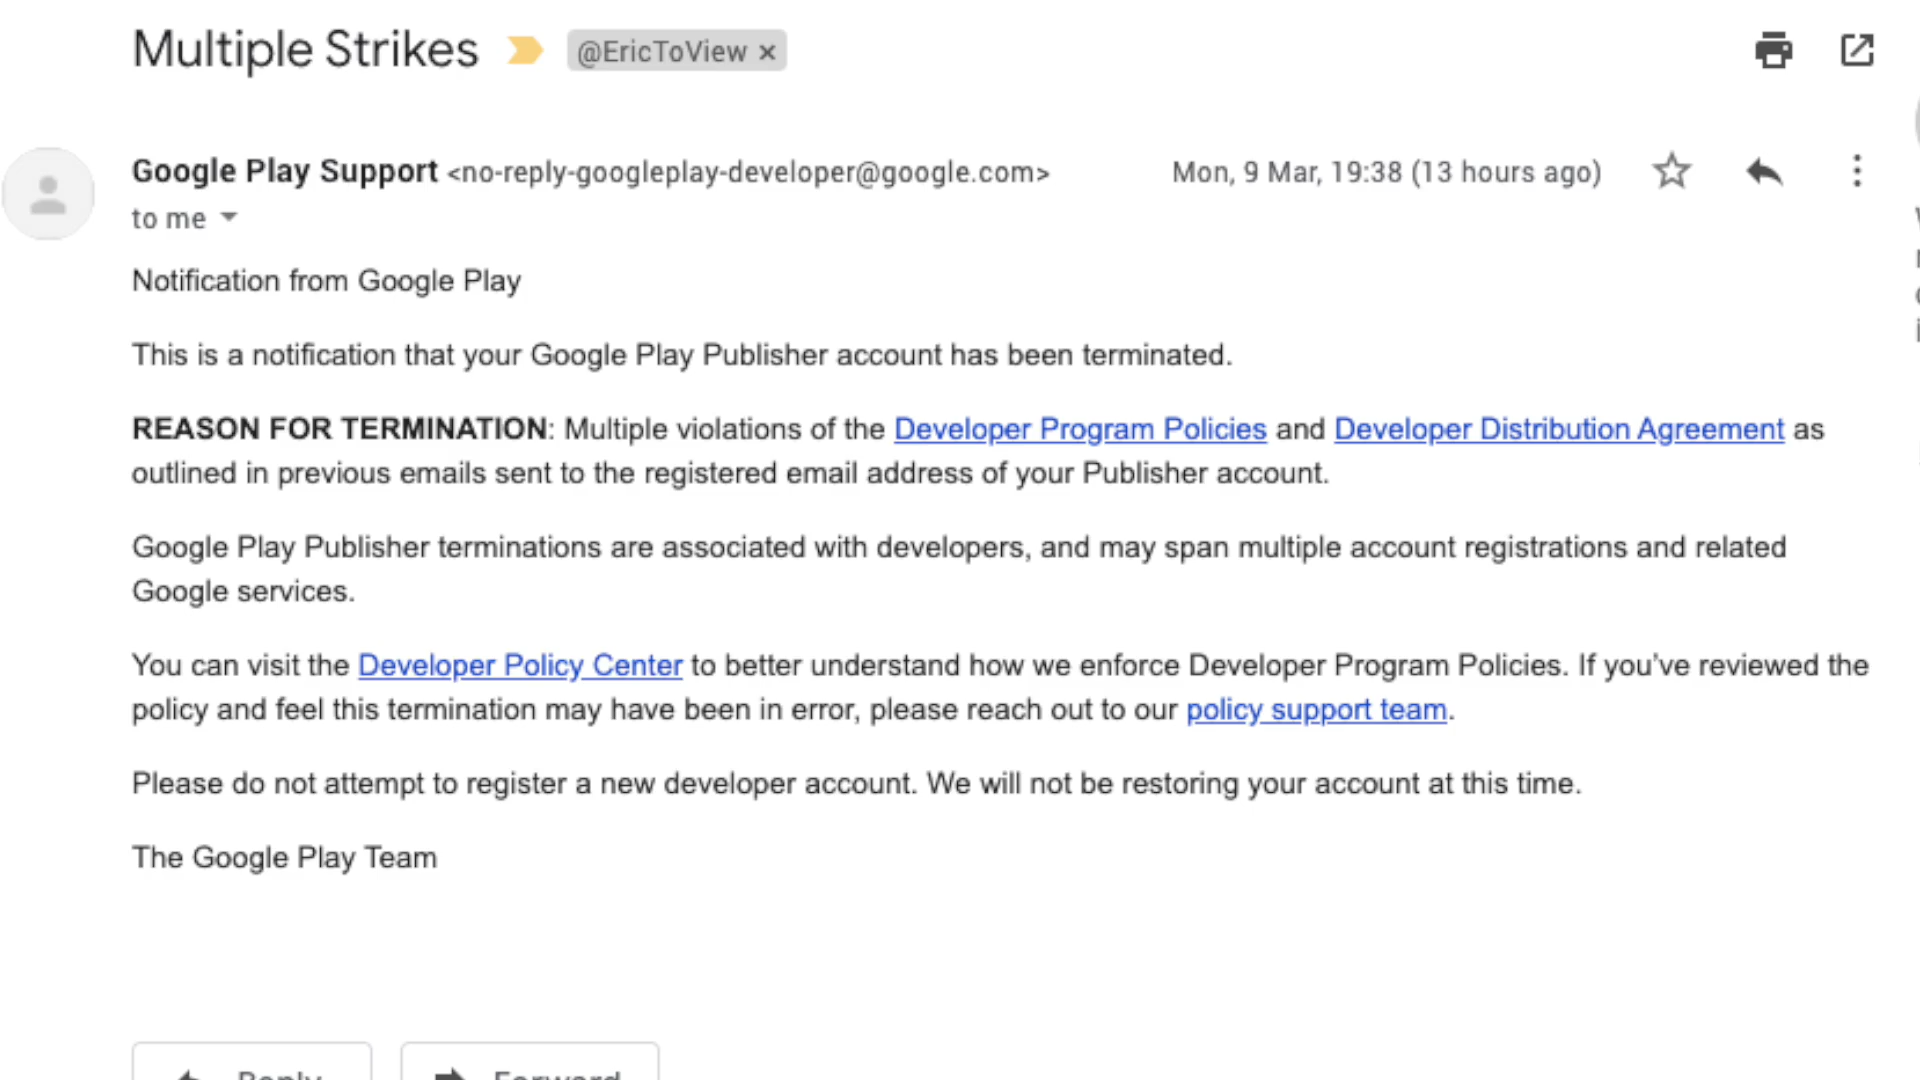 Multiple Strikes @EricToView ×
Google Play Support <no-reply-googleplay-developer@google.com> Mon, 9 Mar, 19:38 (13 hours ago)
to me
Notification from Google Play
This is a notification that your Google Play Publisher account has been terminated.
REASON FOR TERMINATION: Multiple violations of the Developer Program Policies and Developer Distribution Agreement as
outlined in previous emails sent to the registered email address of your Publisher account.
Google Play Publisher terminations are associated with developers, and may span multiple account registrations and related
Google services.
You can visit the Developer Policy Center to better understand how we enforce Developer Program Policies. If you’ve reviewed the
policy and feel this termination may have been in error, please reach out to our policy support team.
Please do not attempt to register a new developer account. We will not be restoring your account at this time.
The Google Play Team
Reply Forward